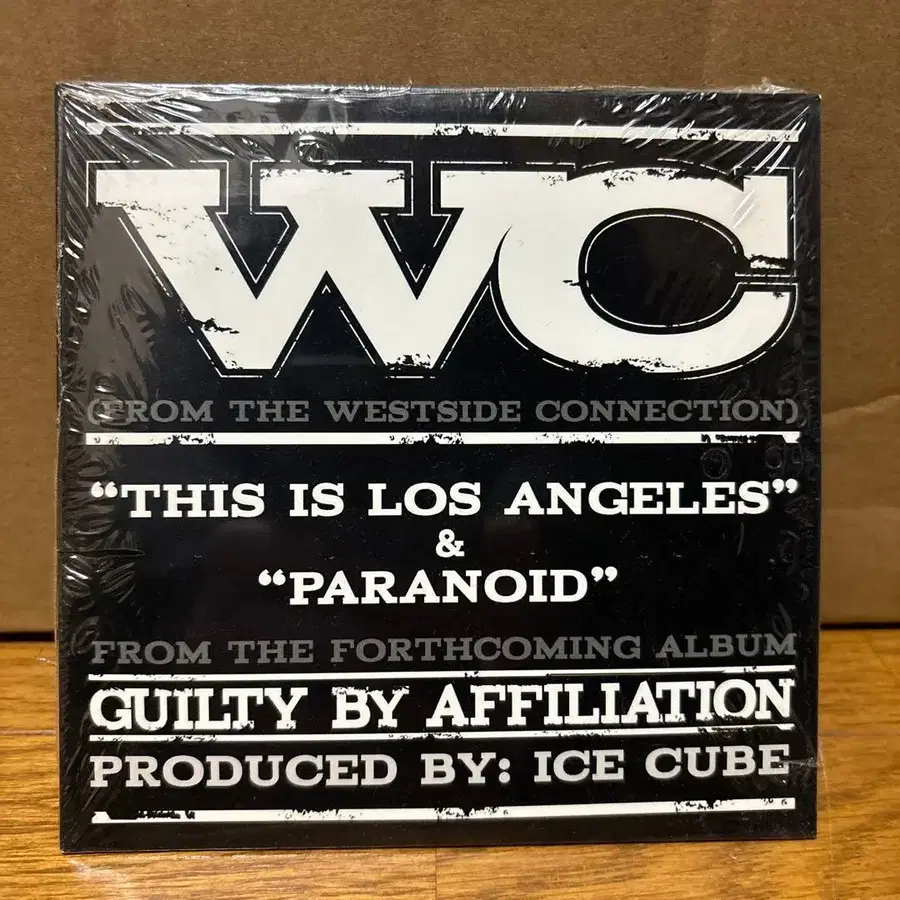 WC
(FROM THE WESTSIDE CONNECTION)
“THIS IS LOS ANGELES”
&
“PARANOID”
FROM THE FORTHCOMING ALBUM
GUILTY BY AFFILIATION
PRODUCED BY: ICE CUBE